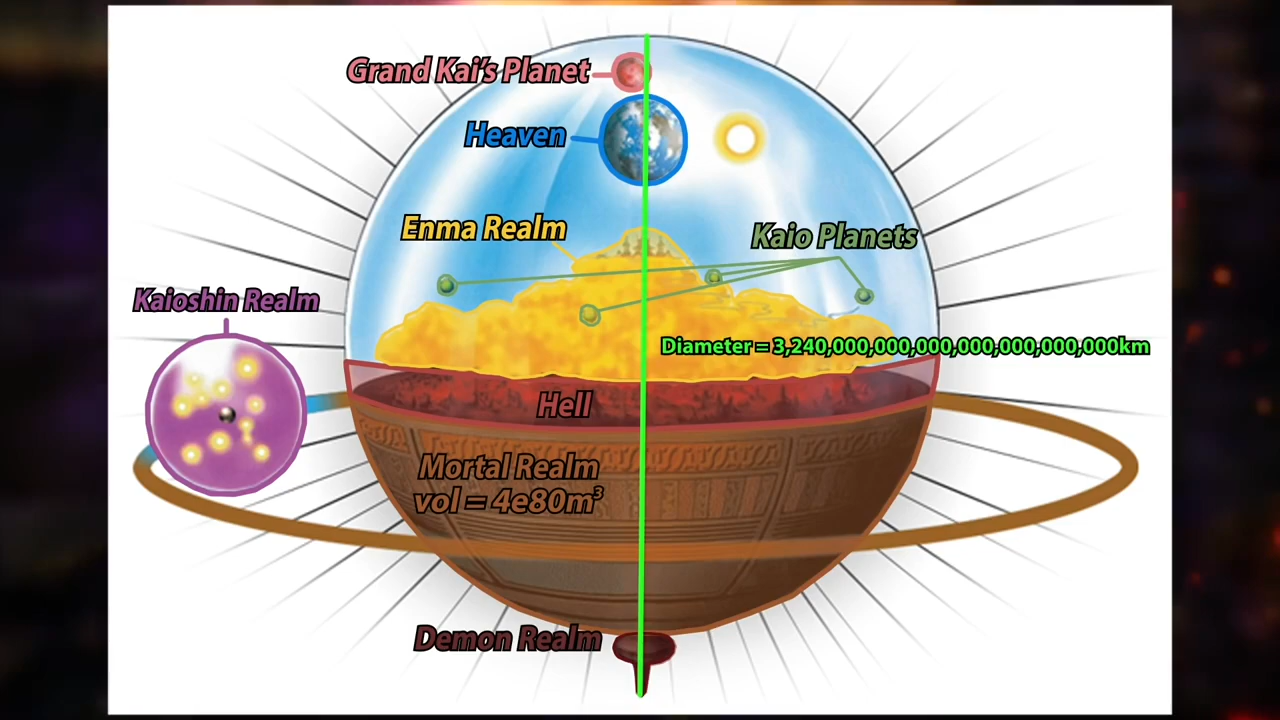 Grand Kai's Planet
Heaven
Enma Realm
Kaio Planets
Kaioshin Realm
Diameter = 3,240,000,000,000,000,000,000,000km
Hell
Mortal Realm
vol = 4e80m³
Demon Realm